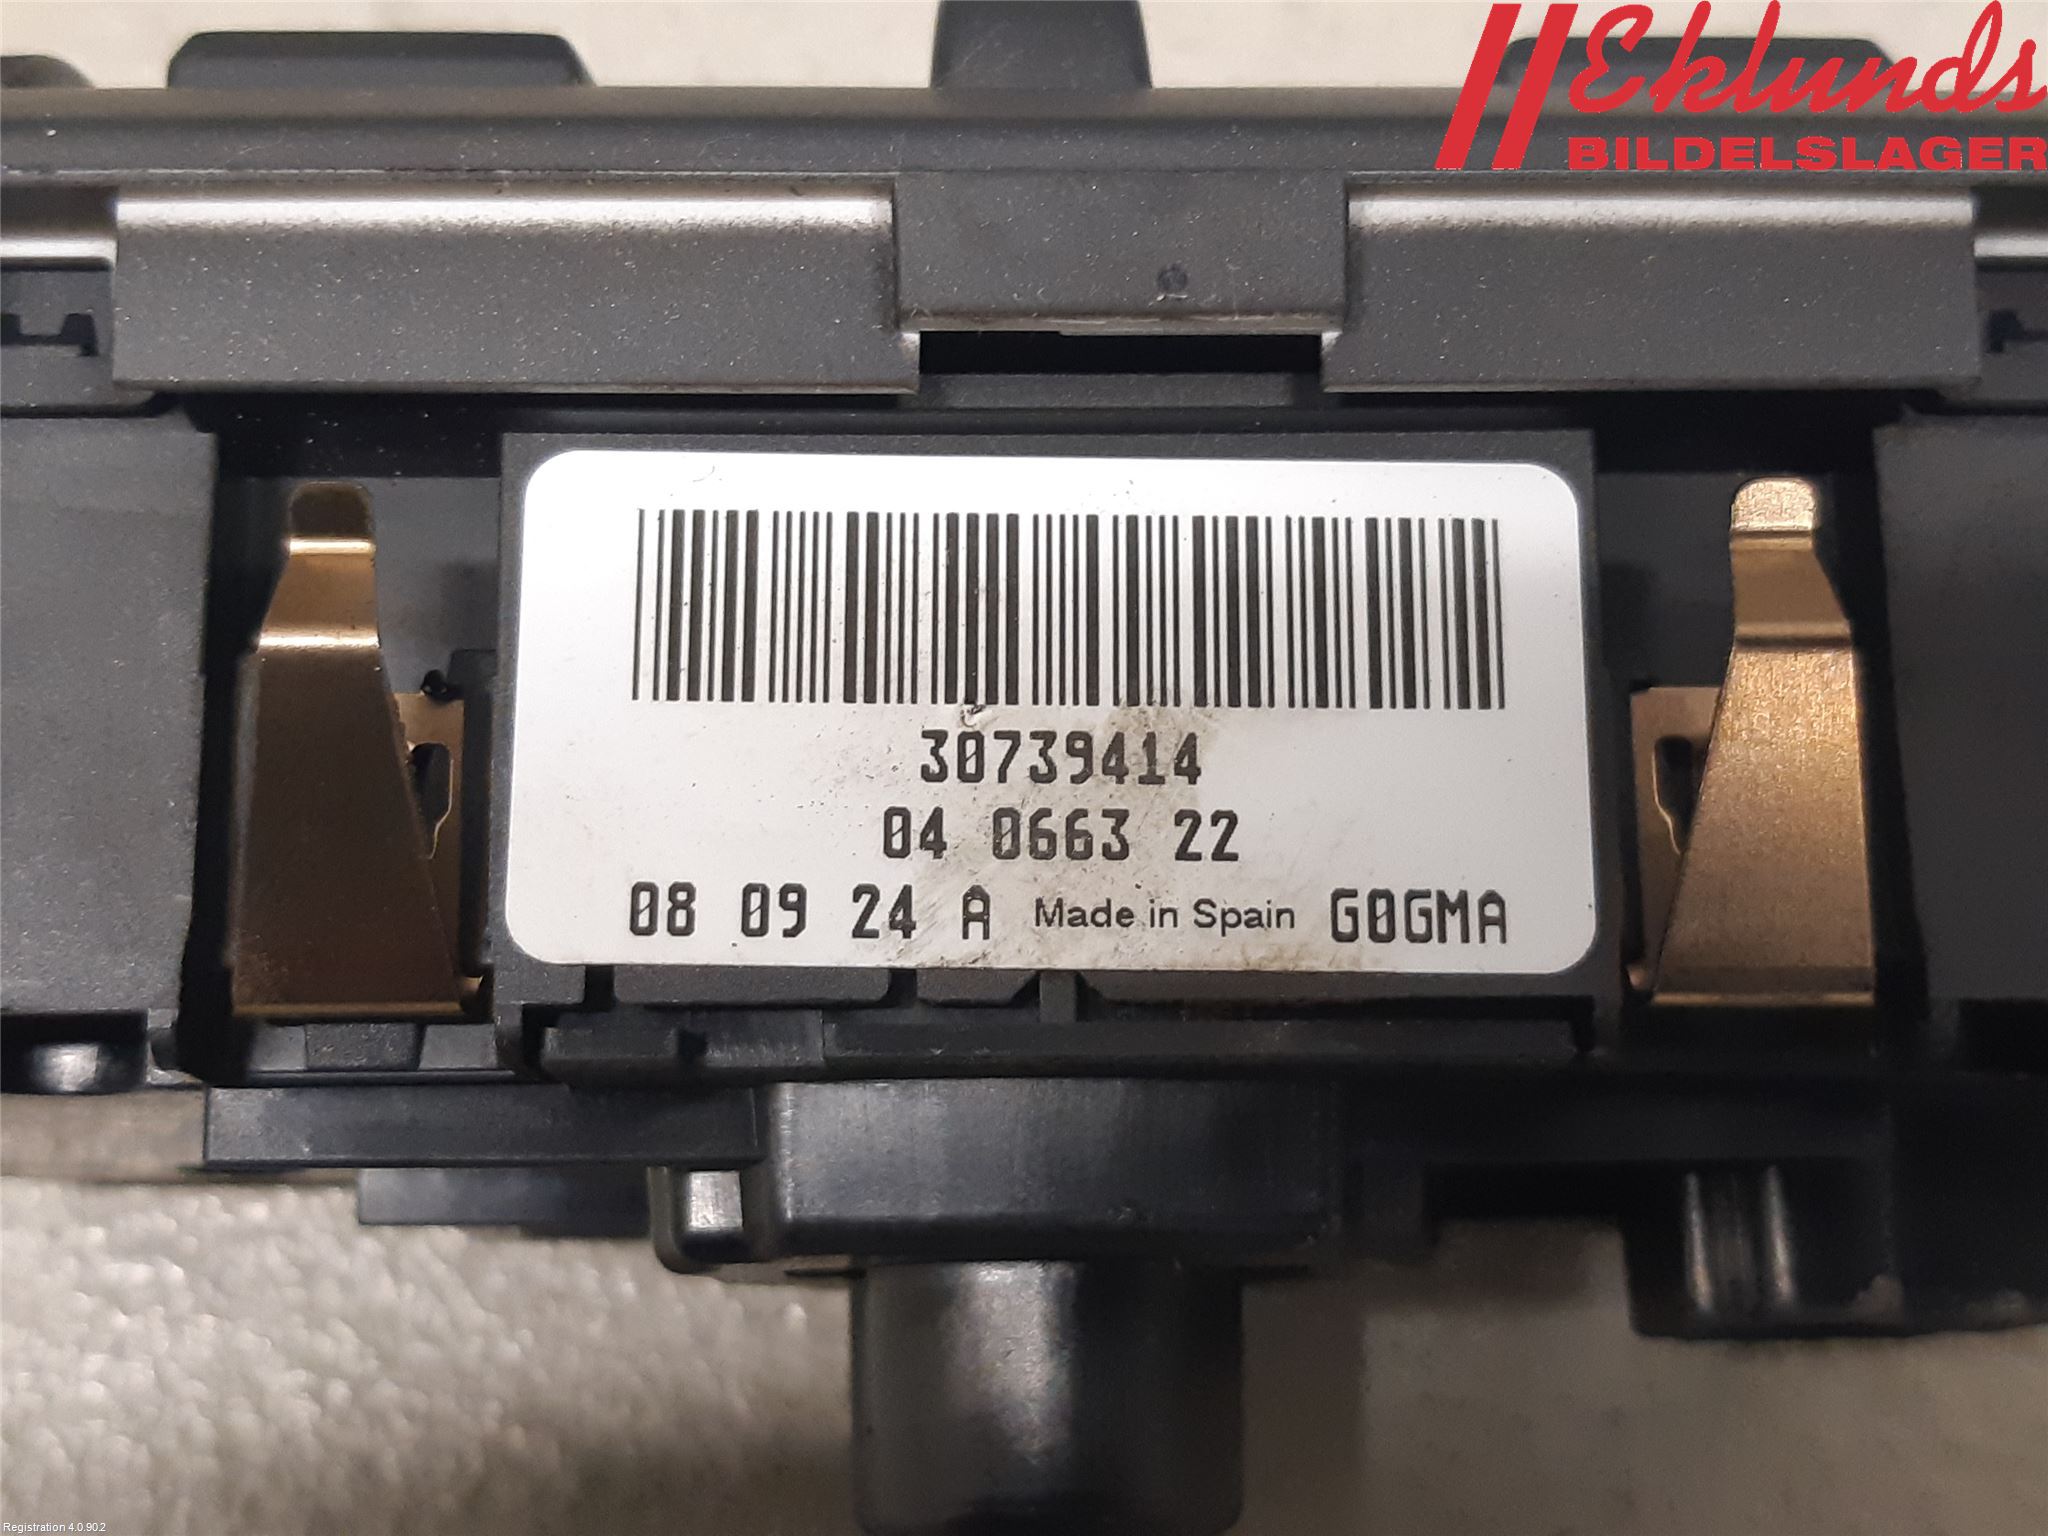 Eklunds
BILDELSLAGER
30739414
04 0663 22
08 09 24 A Made in Spain G0GMA
Registration 4.0.902